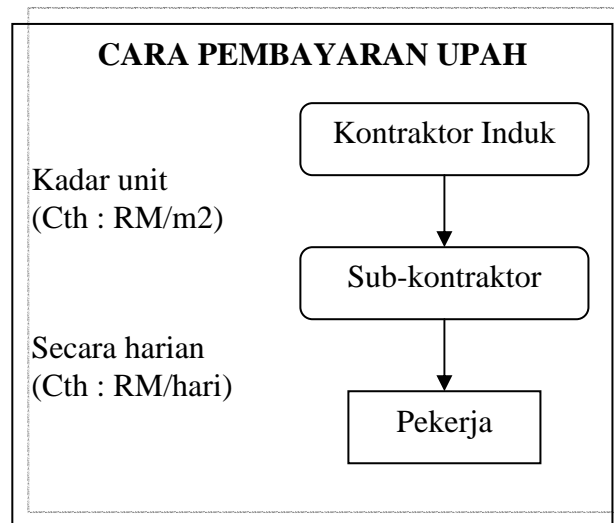 CARA PEMBAYARAN UPAH
Kontraktor Induk
Kadar unit
(Cth : RM/m2)
Sub-kontraktor
Secara harian
(Cth : RM/hari)
Pekerja